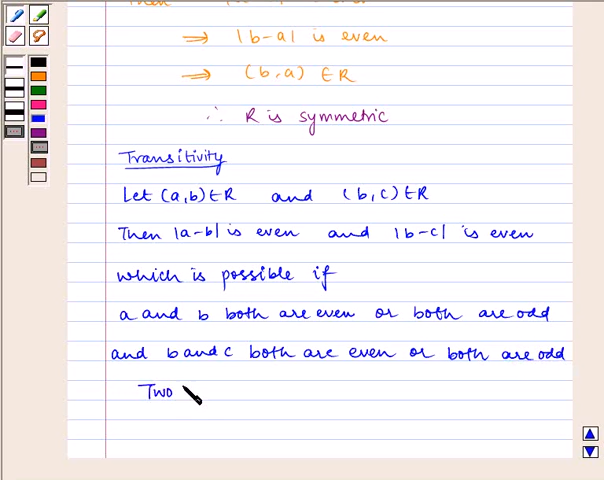 ⇒ |b-a| is even
⇒ (b,a) ∈ R
∴ R is symmetric
Transitivity
Let (a,b) ∈ R and (b,c) ∈ R
Then |a-b| is even and |b-c| is even
which is possible if
a and b both are even or both are odd
and b and c both are even or both are odd
Two